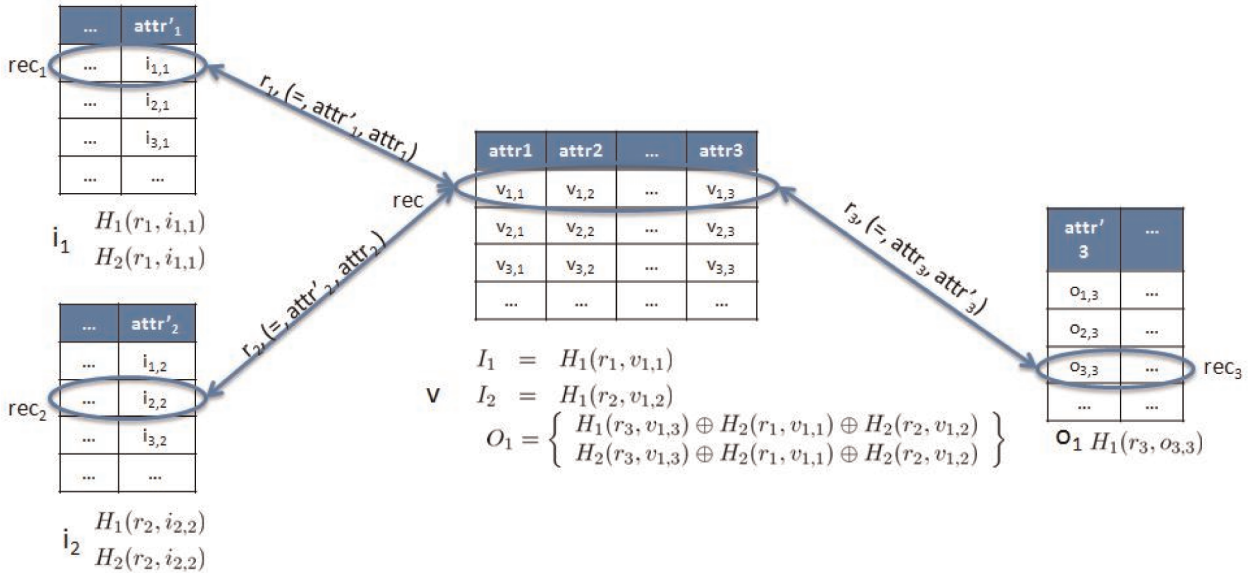 ... attr'₁
rec₁ ... i₁,₁
... i₂,₁
... i₃,₁
... ...
i₁ H₁(r₁, i₁,₁)
H₂(r₁, i₁,₁)
r₁, (=, attr'₁, attr₁)
... attr'₂
... i₁,₂
rec₂ ... i₂,₂
... i₃,₂
... ...
i₂ H₁(r₂, i₂,₂)
H₂(r₂, i₂,₂)
r₂, (=, attr'₂, attr₂)
attr1 attr2 ... attr3
rec v₁,₁ v₁,₂ ... v₁,₃
v₂,₁ v₂,₂ ... v₂,₃
v₃,₁ v₃,₂ ... v₃,₃
... ... ... ...
I₁ = H₁(r₁, v₁,₁)
v I₂ = H₁(r₂, v₁,₂)
O₁ = { H₁(r₃, v₁,₃) ⊕ H₂(r₁, v₁,₁) ⊕ H₂(r₂, v₁,₂)
H₂(r₃, v₁,₃) ⊕ H₂(r₁, v₁,₁) ⊕ H₂(r₂, v₁,₂) }
r₃, (=, attr₃, attr'₃)
attr' ...
3
o₁,₃ ...
o₂,₃ ...
o₃,₃ ... rec₃
... ...
o₁ H₁(r₃, o₃,₃)